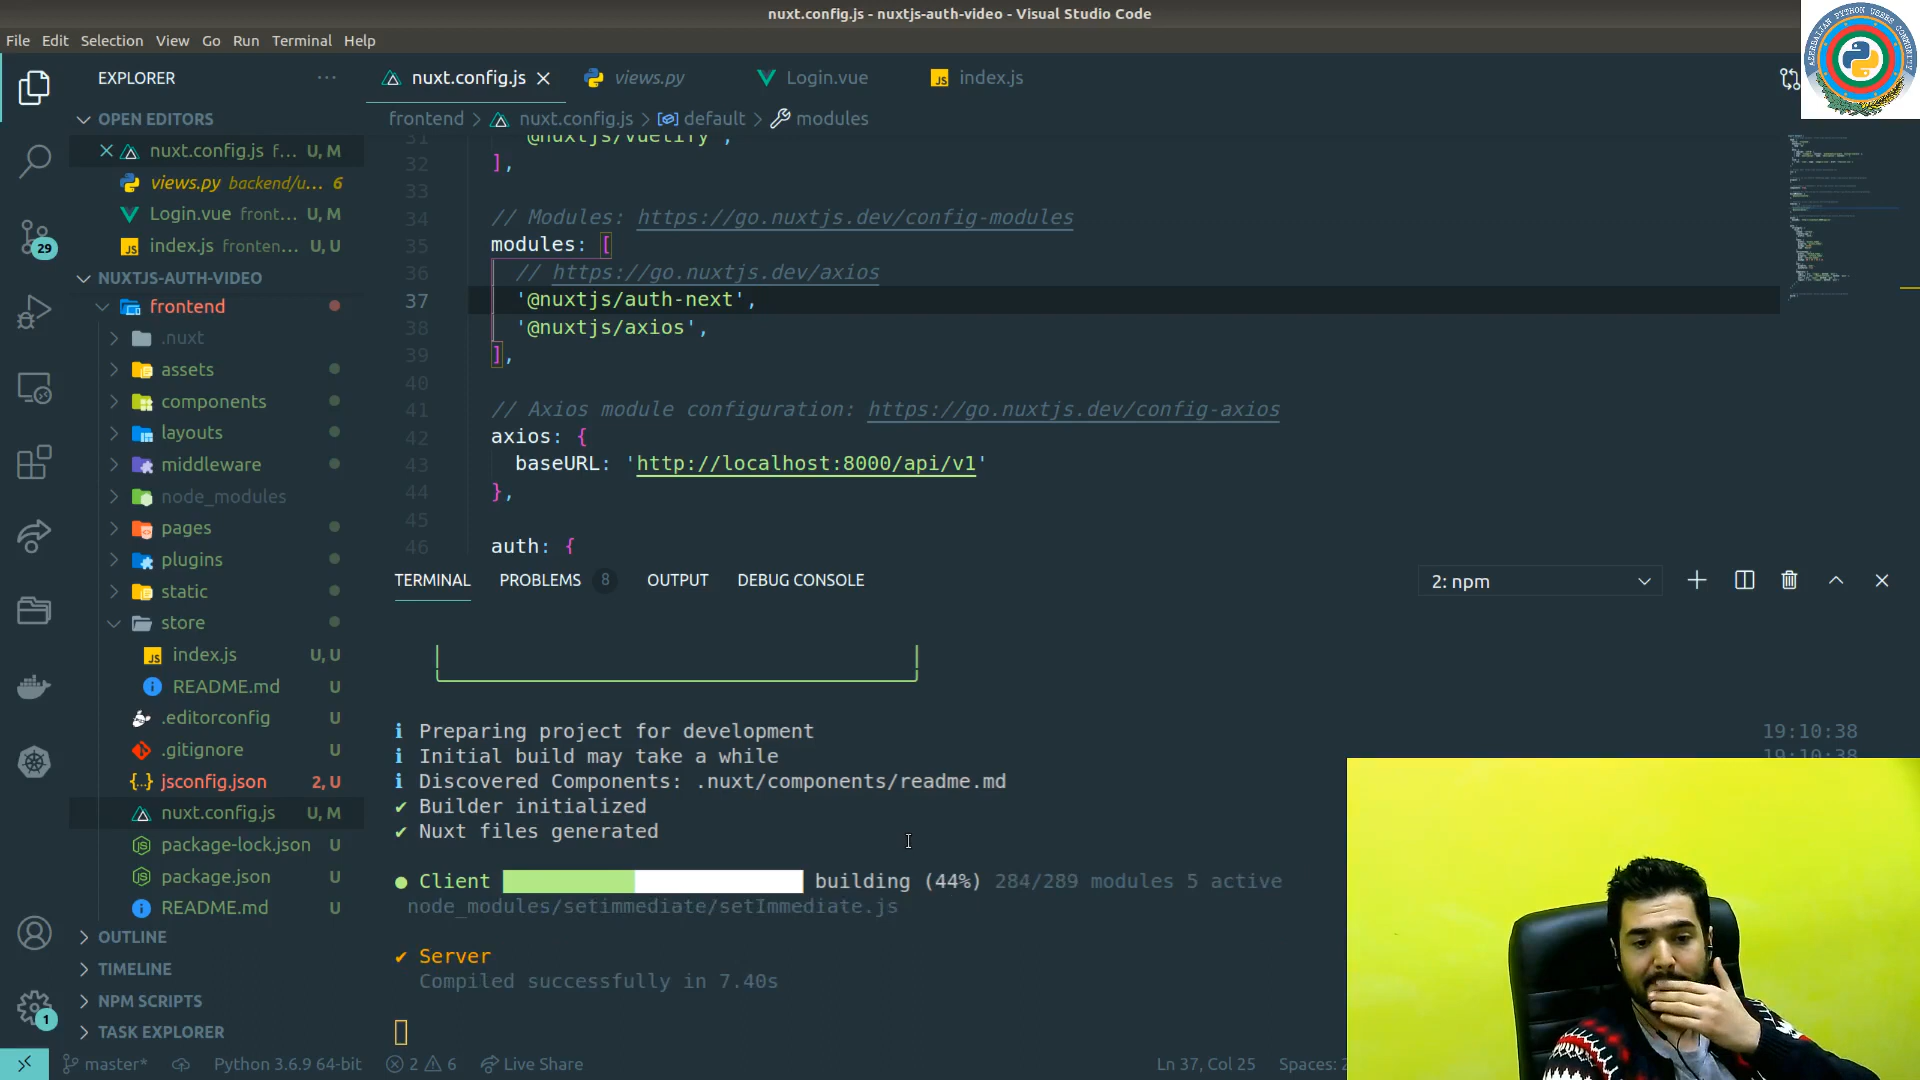 nuxt.config.js - nuxtjs-auth-video - Visual Studio Code
File Edit Selection View Go Run Terminal Help
AZERBAIJAN PYTHON USERS COMMUNITY
EXPLORER
nuxt.config.js
views.py
Login.vue
index.js
OPEN EDITORS
nuxt.config.js f... U, M
views.py backend/u... 6
Login.vue front... U, M
index.js fronten... U, U
NUXTJS-AUTH-VIDEO
frontend
.nuxt
assets
components
layouts
middleware
node_modules
pages
plugins
static
store
index.js U, U
README.md U
.editorconfig U
.gitignore U
jsconfig.json 2, U
nuxt.config.js U, M
package-lock.json U
package.json U
README.md U
OUTLINE
TIMELINE
NPM SCRIPTS
TASK EXPLORER
29
1
frontend > nuxt.config.js > default > modules
31 '@nuxtjs/vuetify',
32 ],
33
34 // Modules: https://go.nuxtjs.dev/config-modules
35 modules: [
36 // https://go.nuxtjs.dev/axios
37 '@nuxtjs/auth-next',
38 '@nuxtjs/axios',
39 ],
40
41 // Axios module configuration: https://go.nuxtjs.dev/config-axios
42 axios: {
43 baseURL: 'http://localhost:8000/api/v1'
44 },
45
46 auth: {
TERMINAL PROBLEMS 8 OUTPUT DEBUG CONSOLE 2: npm
ℹ Preparing project for development 19:10:38
ℹ Initial build may take a while 19:10:38
ℹ Discovered Components: .nuxt/components/readme.md
✔ Builder initialized
✔ Nuxt files generated
● Client building (44%) 284/289 modules 5 active
node_modules/setimmediate/setImmediate.js
✔ Server
Compiled successfully in 7.40s
master* Python 3.6.9 64-bit 2 6 Live Share Ln 37, Col 25 Spaces: